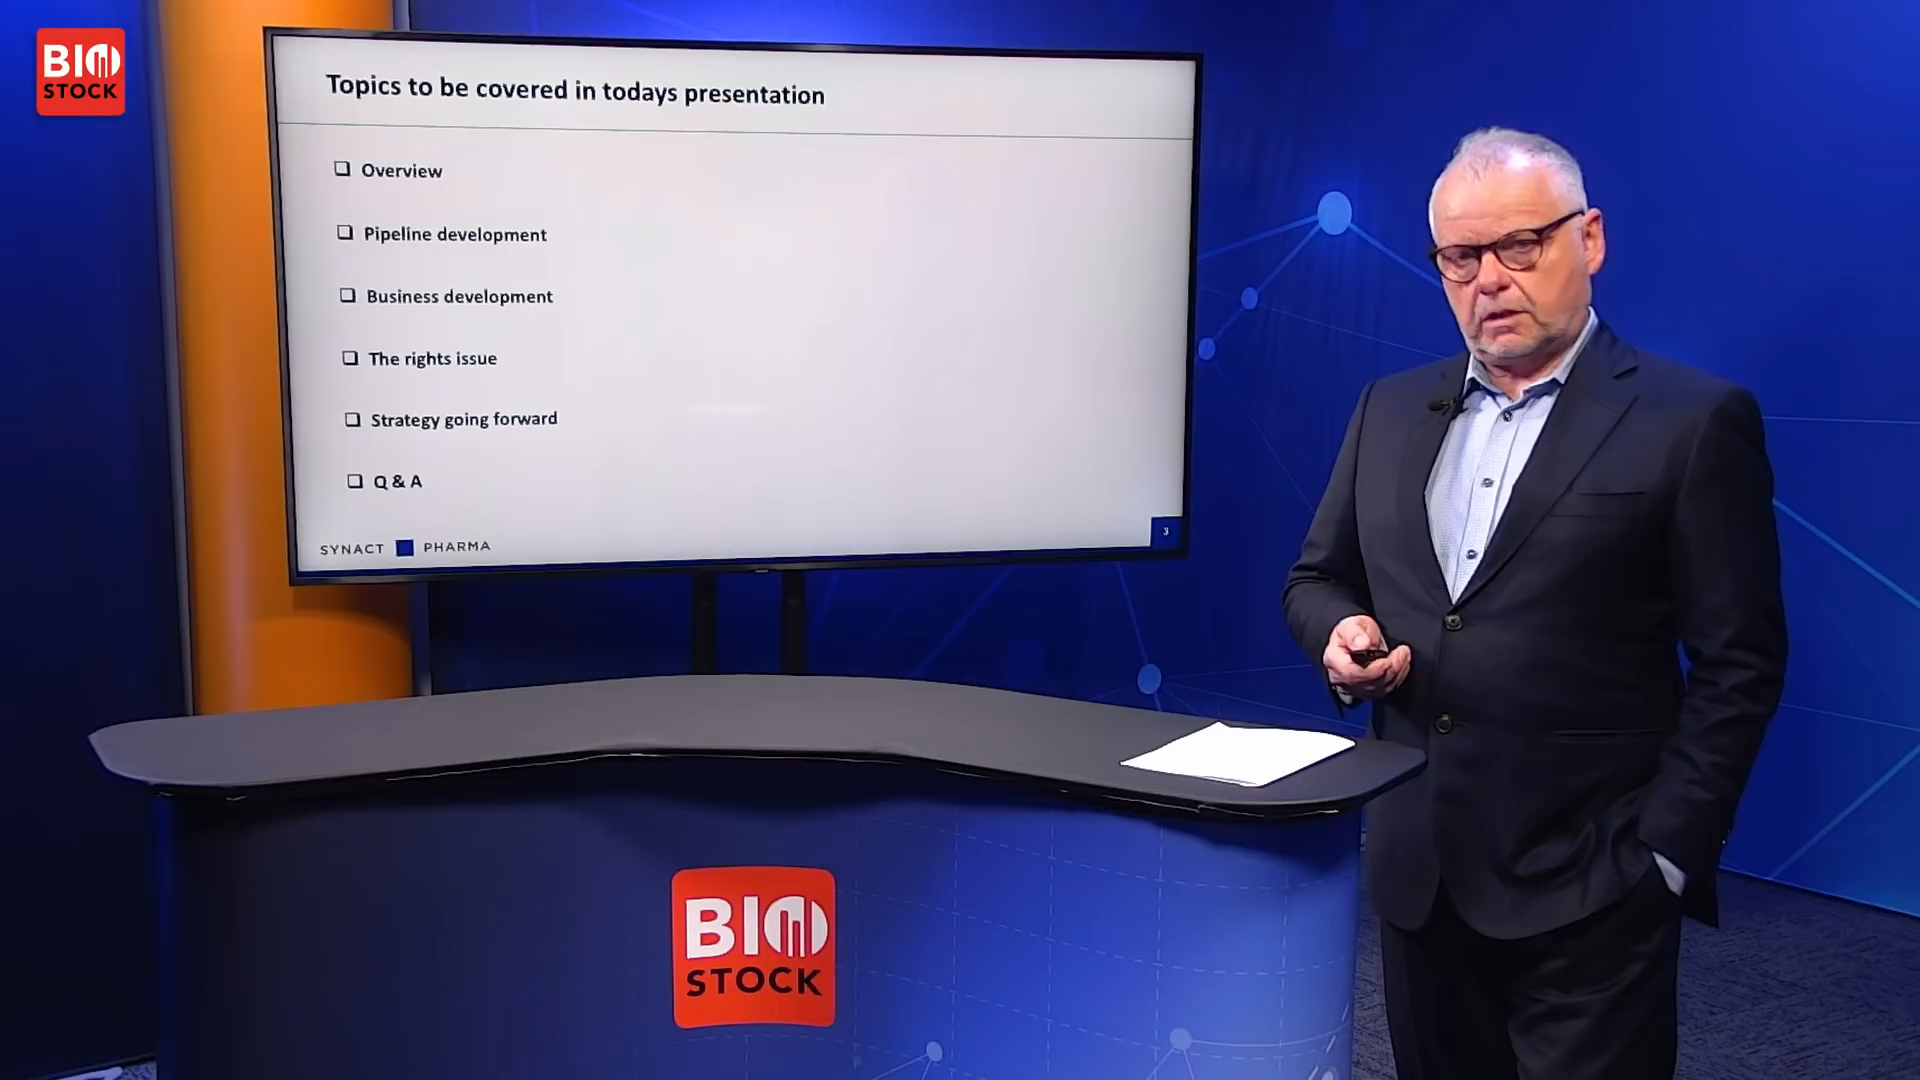 BIO
STOCK
Topics to be covered in todays presentation
Overview
Pipeline development
Business development
The rights issue
Strategy going forward
Q & A
SYNACT PHARMA
3
BIO
STOCK